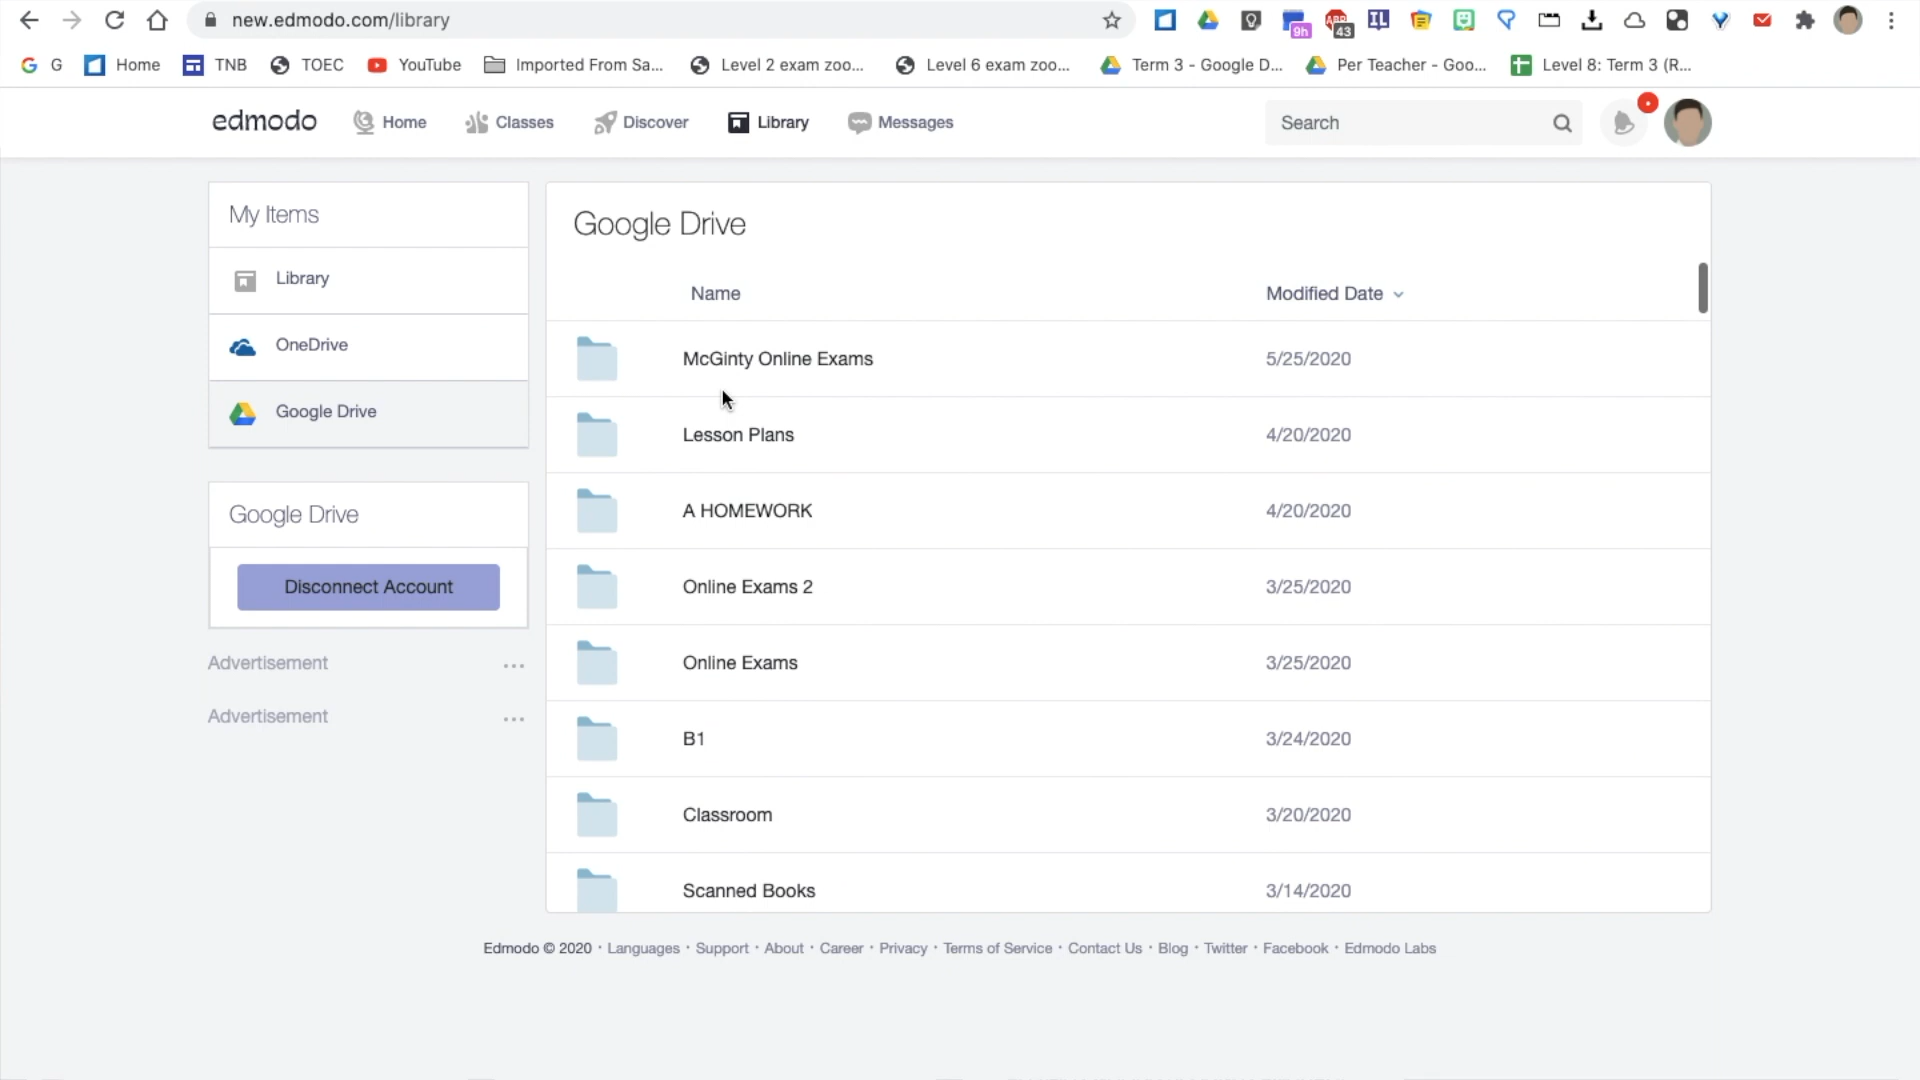 new.edmodo.com/library
9h
43
IL
G Home TNB TOEC YouTube Imported From Sa... Level 2 exam zoo... Level 6 exam zoo... Term 3 - Google D... Per Teacher - Goo... Level 8: Term 3 (R...
edmodo Home Classes Discover Library Messages Search
My Items
Library
OneDrive
Google Drive
Google Drive
Disconnect Account
Advertisement ...
Advertisement ...
Google Drive
Name Modified Date
McGinty Online Exams 5/25/2020
Lesson Plans 4/20/2020
A HOMEWORK 4/20/2020
Online Exams 2 3/25/2020
Online Exams 3/25/2020
B1 3/24/2020
Classroom 3/20/2020
Scanned Books 3/14/2020
Edmodo © 2020 · Languages · Support · About · Career · Privacy · Terms of Service · Contact Us · Blog · Twitter · Facebook · Edmodo Labs